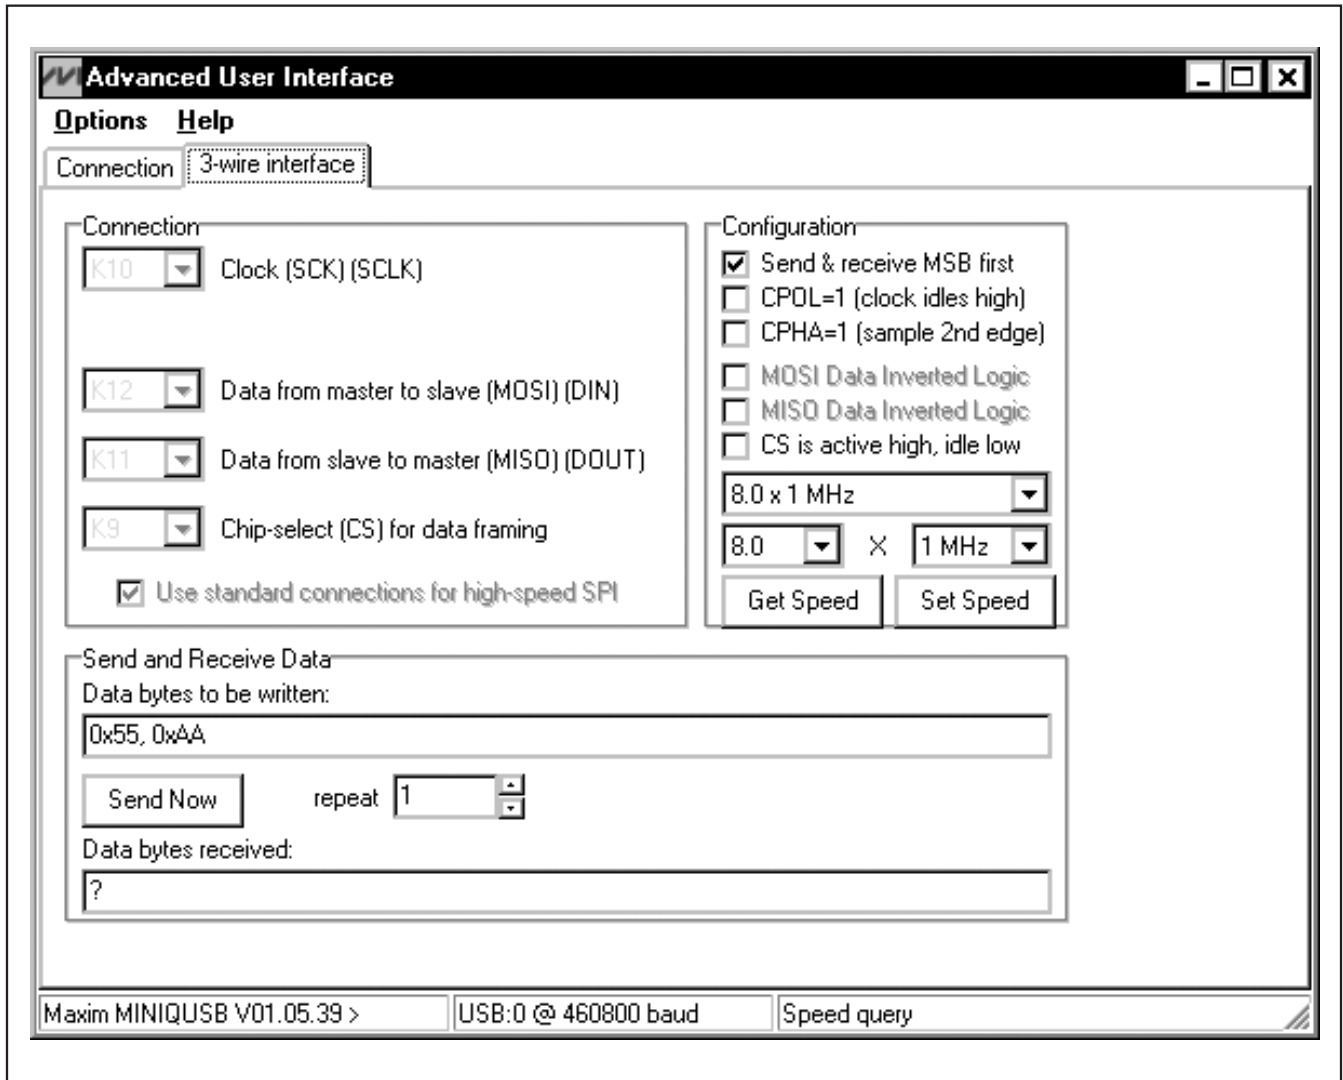 Advanced User Interface
Options Help
Connection 3-wire interface
Connection
K10 Clock (SCK) (SCLK)
K12 Data from master to slave (MOSI) (DIN)
K11 Data from slave to master (MISO) (DOUT)
K9 Chip-select (CS) for data framing
Use standard connections for high-speed SPI
Configuration
Send & receive MSB first
CPOL=1 (clock idles high)
CPHA=1 (sample 2nd edge)
MOSI Data Inverted Logic
MISO Data Inverted Logic
CS is active high, idle low
8.0 x 1 MHz
8.0 X 1 MHz
Get Speed Set Speed
Send and Receive Data
Data bytes to be written:
0x55, 0xAA
Send Now repeat 1
Data bytes received:
?
Maxim MINIQUSB V01.05.39 > USB:0 @ 460800 baud Speed query